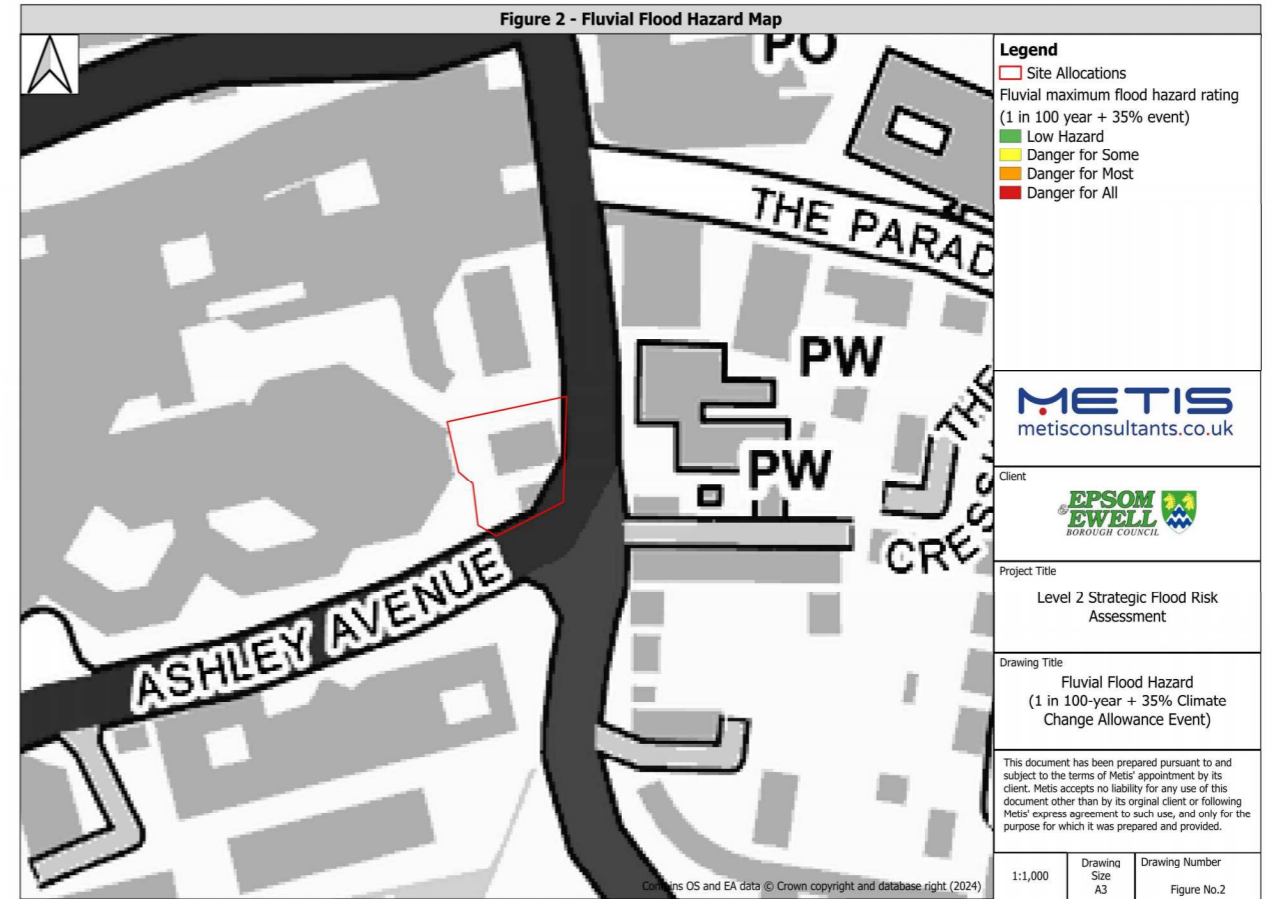 Figure 2 - Fluvial Flood Hazard Map
PO
THE PARAD
PW
PW
THE
CRES
ASHLEY AVENUE
Contains OS and EA data © Crown copyright and database right (2024)
Legend
Site Allocations
Fluvial maximum flood hazard rating
(1 in 100 year + 35% event)
Low Hazard
Danger for Some
Danger for Most
Danger for All
METIS
metisconsultants.co.uk
Client
EPSOM
& EWELL
BOROUGH COUNCIL
Project Title
Level 2 Strategic Flood Risk
Assessment
Drawing Title
Fluvial Flood Hazard
(1 in 100-year + 35% Climate
Change Allowance Event)
This document has been prepared pursuant to and
subject to the terms of Metis' appointment by its
client. Metis accepts no liability for any use of this
document other than by its orginal client or following
Metis' express agreement to such use, and only for the
purpose for which it was prepared and provided.
1:1,000
Drawing
Size
A3
Drawing Number
Figure No.2